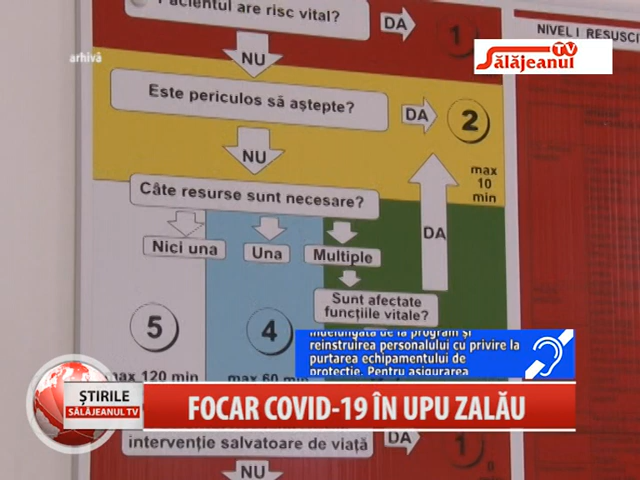 Pacientul are risc vital?
DA
1
NIVEL I RESUSCI
Sălăjeanul TV
arhivă
NU
Este periculos să aștepte?
DA
2
NU
max
10
min
Câte resurse sunt necesare?
Nici una
Una
Multiple
DA
Sunt afectate
funcțiile vitale?
5
4
îndelungată de la program și
reinstruirea personalului cu privire la
purtarea echipamentului de
protecție. Pentru asigurarea
max 120 min
max 60 min
ȘTIRILE
SĂLĂJEANUL TV
FOCAR COVID-19 ÎN UPU ZALĂU
intervenție salvatoare de viață
DA
1
0
NU